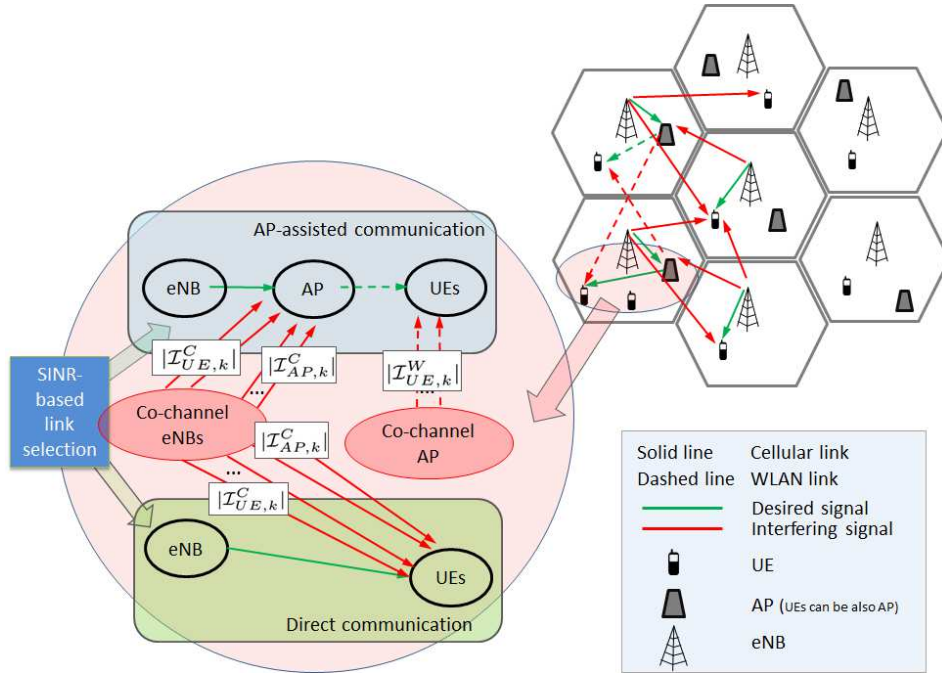 AP-assisted communication
eNB
AP
UEs
|𝓘^C_{UE,k}|
...
|𝓘^C_{AP,k}|
|𝓘^W_{UE,k}|
....
SINR-
based
link
selection
Co-channel
eNBs
Co-channel
AP
|𝓘^C_{AP,k}|
...
|𝓘^C_{UE,k}|
eNB
UEs
Direct communication
Solid line Cellular link
Dashed line WLAN link
Desired signal
Interfering signal
UE
AP (UEs can be also AP)
eNB